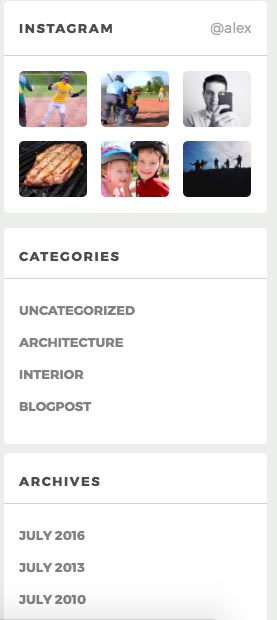 INSTAGRAM @alex
CATEGORIES
UNCATEGORIZED
ARCHITECTURE
INTERIOR
BLOGPOST
ARCHIVES
JULY 2016
JULY 2013
JULY 2010